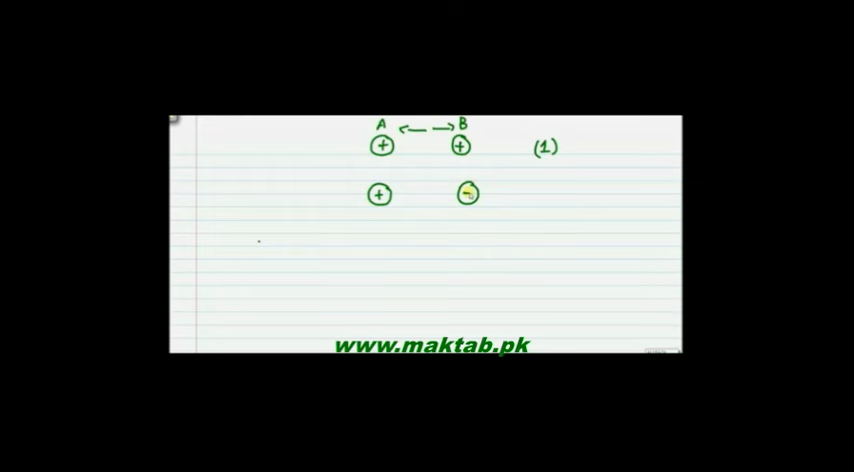 A ← → B
+ + (1)
+ -
www.maktab.pk